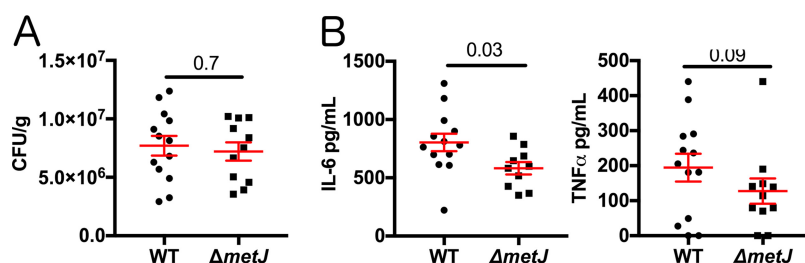 A
CFU/g
1.5×10⁷
1.0×10⁷
5.0×10⁶
0.0
0.7
WT
ΔmetJ
B
IL-6 pg/mL
1500
1000
500
0
0.03
WT
ΔmetJ
TNFα pg/mL
500
400
300
200
100
0
0.09
WT
ΔmetJ